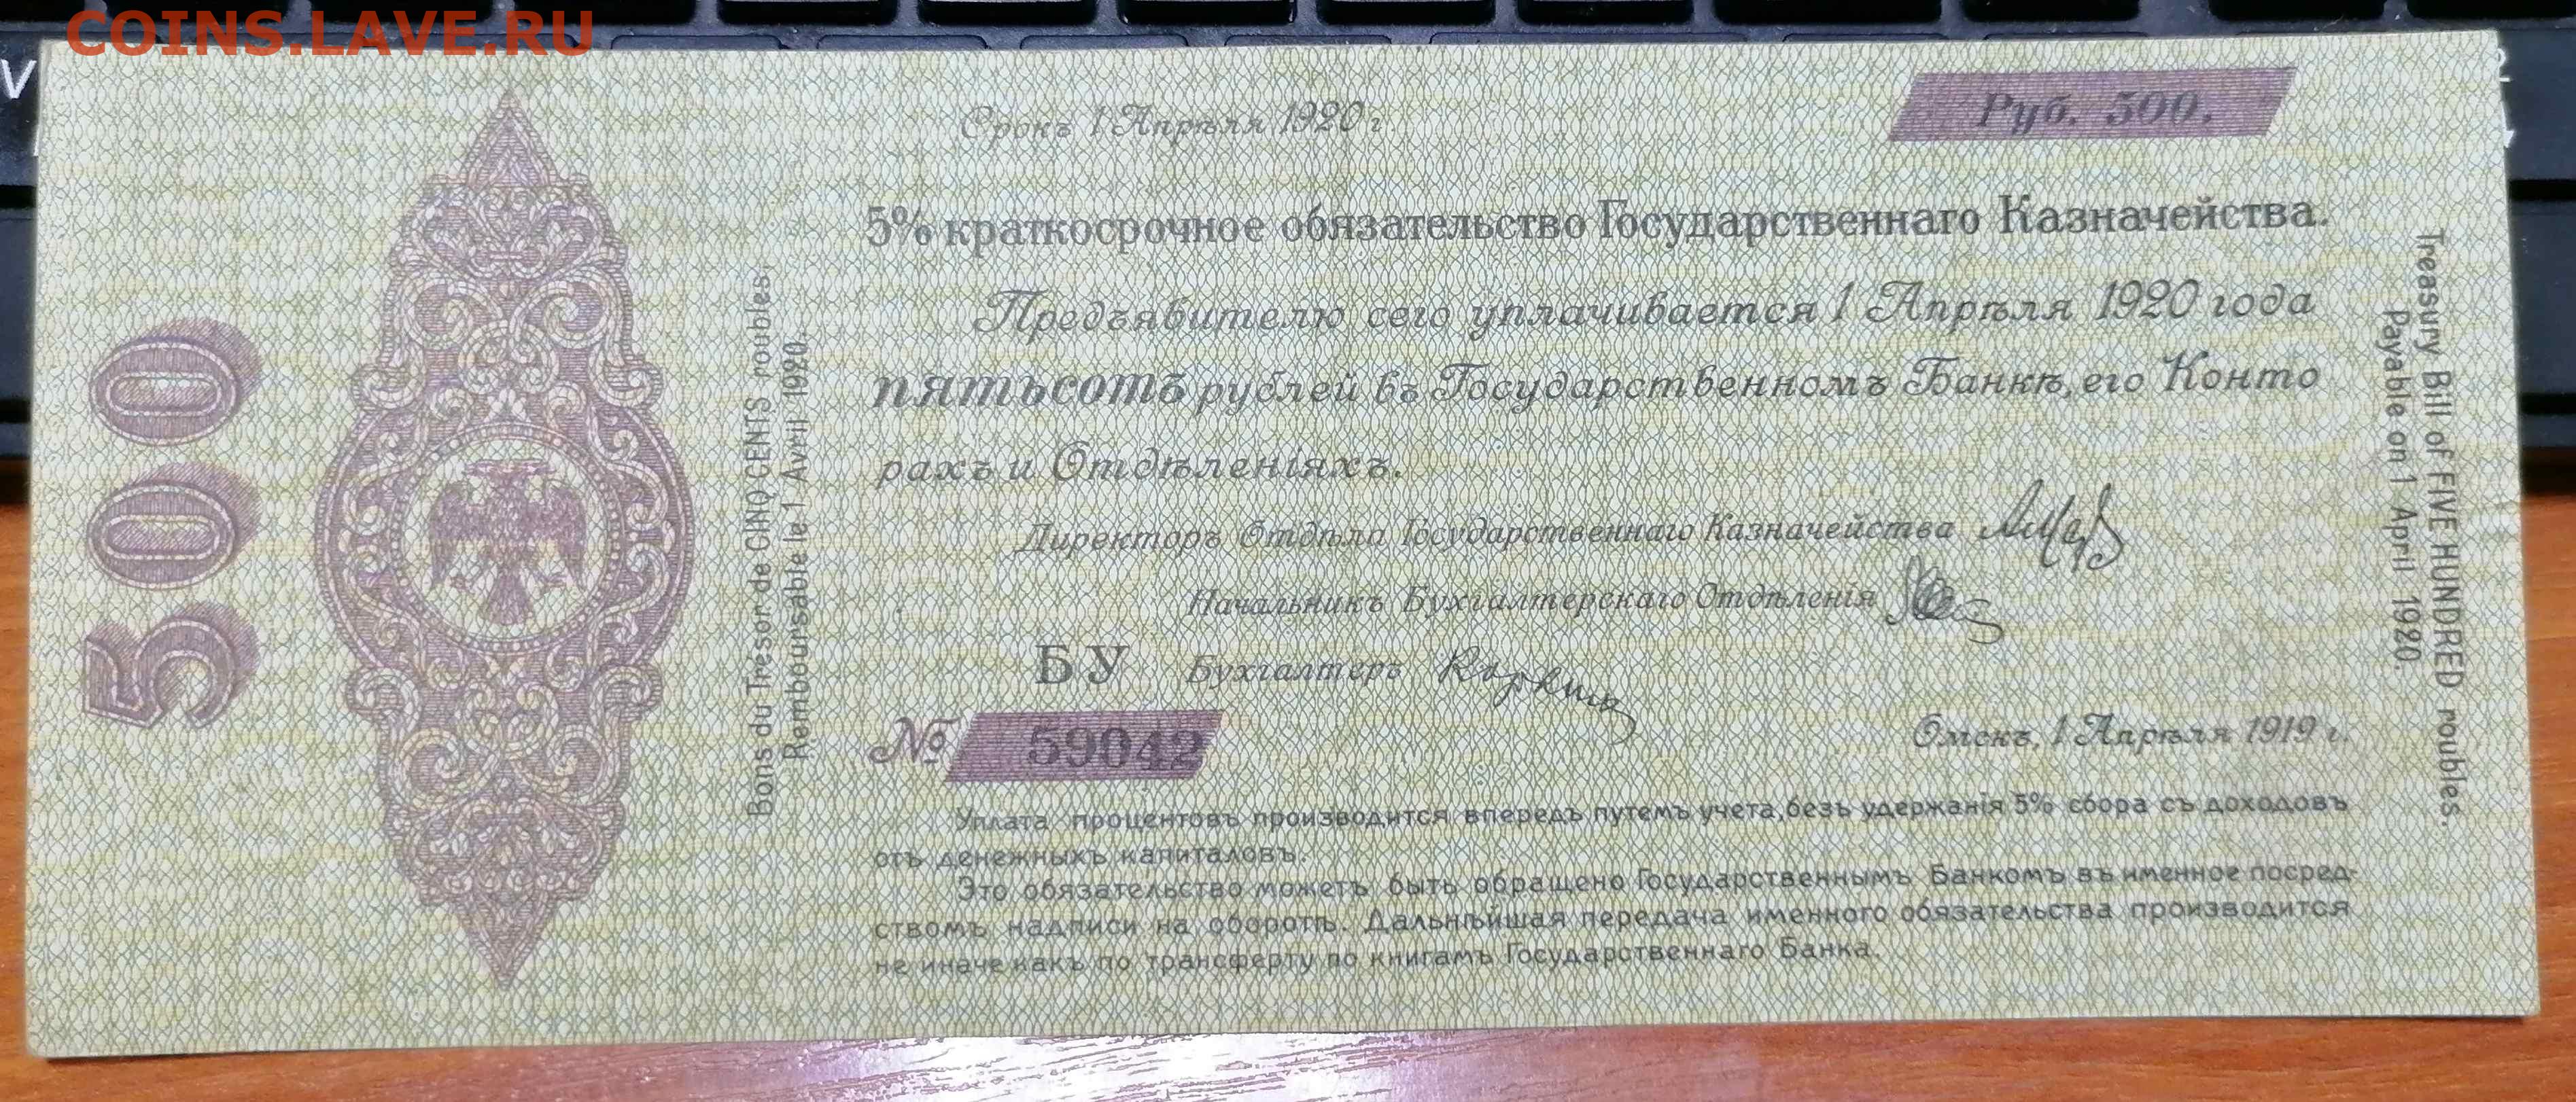 COINS.LAVE.RU
V
500
Bons du Trésor de CINQ CENTS roubles.
Remboursable le 1 Avril 1920.
Срокъ 1 Апрѣля 1920 г.
Руб. 500.
5% краткосрочное обязательство Государственнаго Казначейства.
Предъявителю сего уплачивается 1 Апрѣля 1920 года
пятьсотъ рублей въ Государственномъ Банкѣ, его Конто
рахъ и Отдѣленіяхъ.
Директоръ Отдѣла Государственнаго Казначейства
Начальникъ Бухгалтерскаго Отдѣленія
БУ Бухгалтеръ
№ 59042
Омскъ, 1 Апрѣля 1919 г.
Уплата процентовъ производится впередъ путемъ учета, безъ удержанія 5% сбора съ доходовъ
отъ денежныхъ капиталовъ.
Это обязательство можетъ быть обращено Государственнымъ Банкомъ въ именное посред-
ствомъ надписи на оборотѣ. Дальнѣйшая передача именного обязательства производится
не иначе какъ по трансферту по книгамъ Государственнаго Банка.
Treasury Bill of FIVE HUNDRED roubles.
Payable on 1 April 1920.